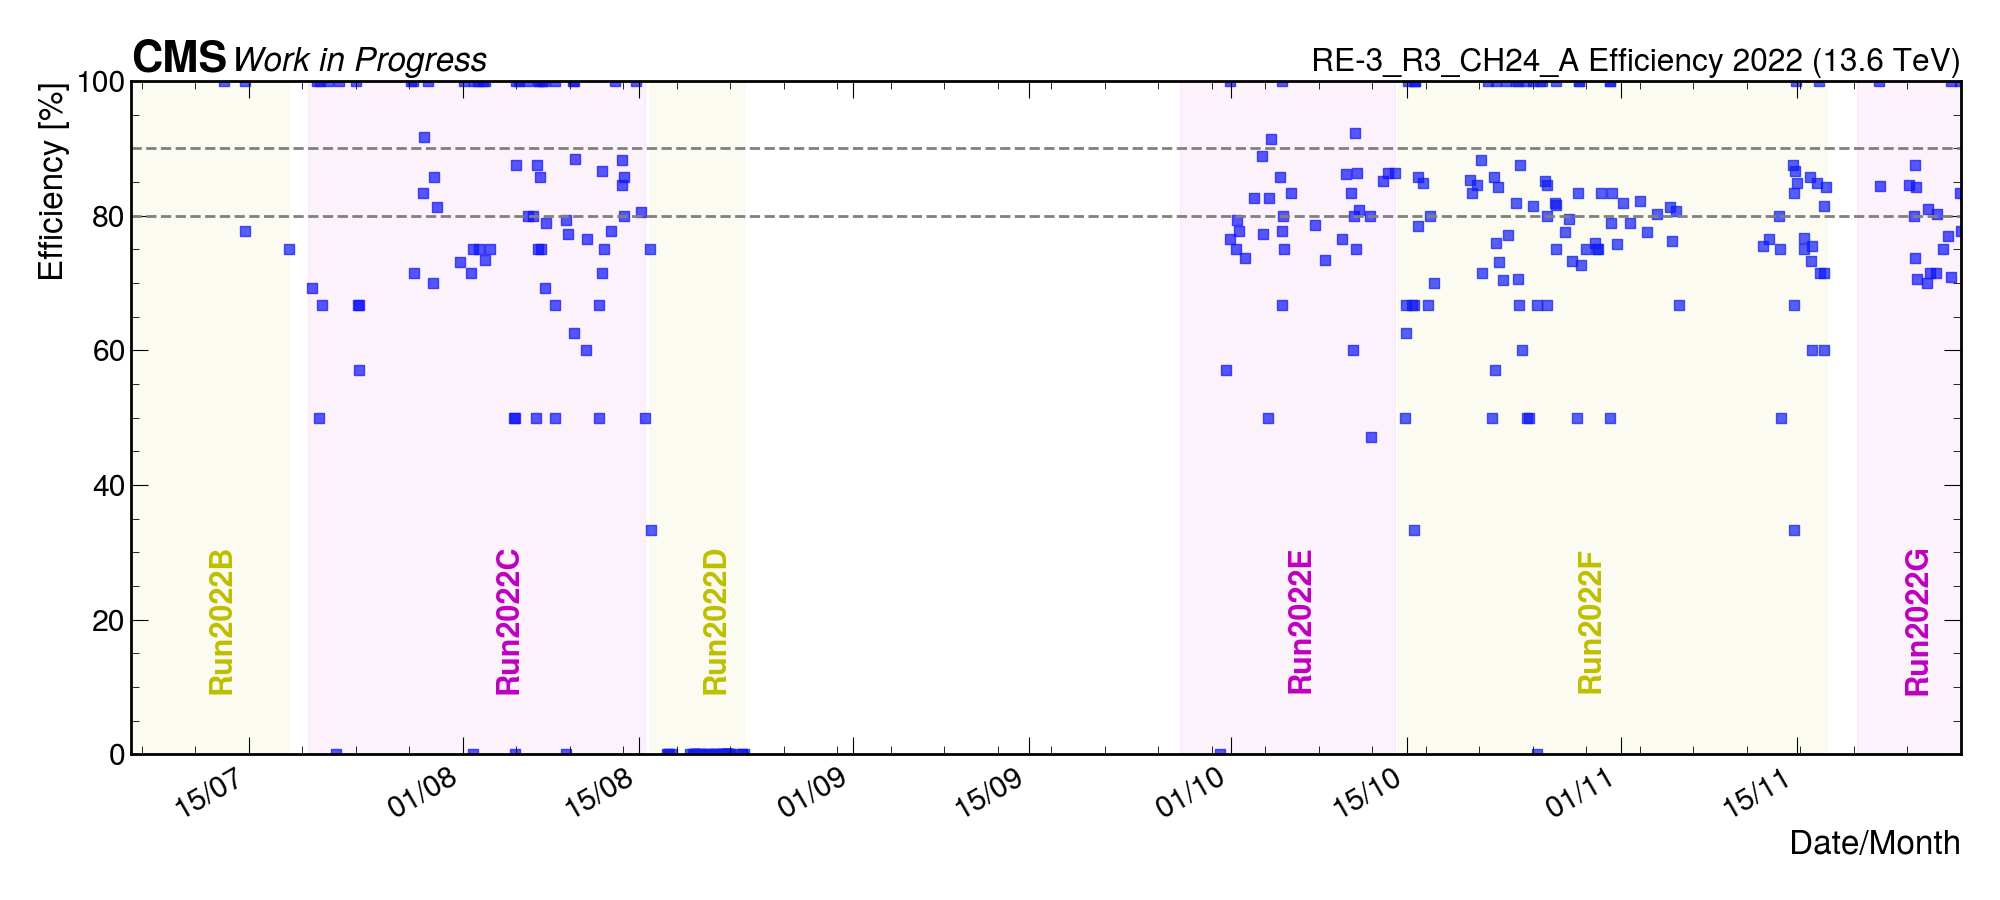 CMS Work in Progress
RE-3_R3_CH24_A Efficiency 2022 (13.6 TeV)
Efficiency [%]
100
80
60
40
20
0
Run2022B
Run2022C
Run2022D
Run2022E
Run2022F
Run2022G
15/07
01/08
15/08
01/09
15/09
01/10
15/10
01/11
15/11
Date/Month